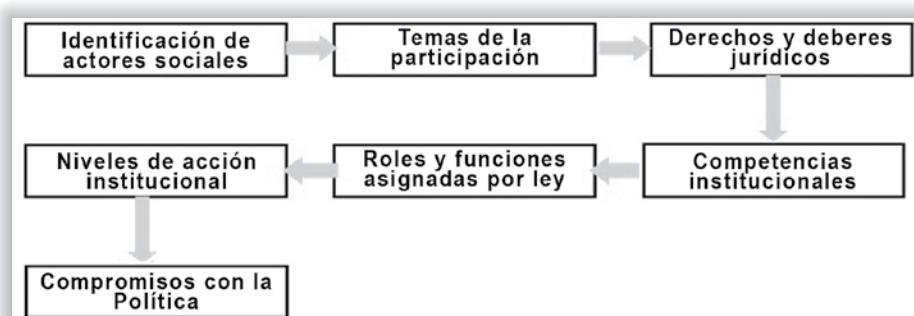 Identificación de
actores sociales
Temas de la
participación
Derechos y deberes
jurídicos
Competencias
institucionales
Roles y funciones
asignadas por ley
Niveles de acción
institucional
Compromisos con la
Política